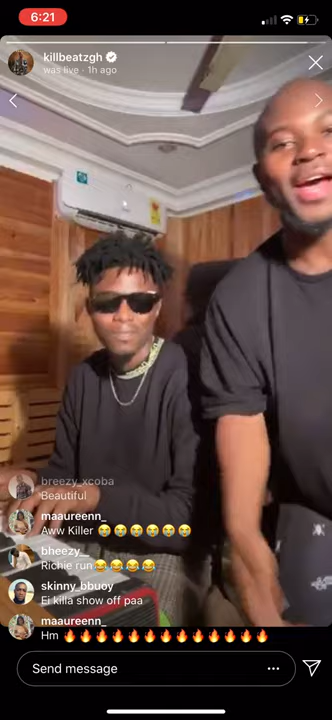 6:21
killbeatzgh
was live · 1h ago
breezy_xcoba
Beautiful
maaureenn_
Aww Killer 😭😭😭😭😭😭
bheezy_
Richie run😂😂😂😂
skinny_bbuoy
Ei killa show off paa
maaureenn_
Hm 🔥🔥🔥🔥🔥🔥🔥🔥🔥🔥🔥🔥🔥
Send message